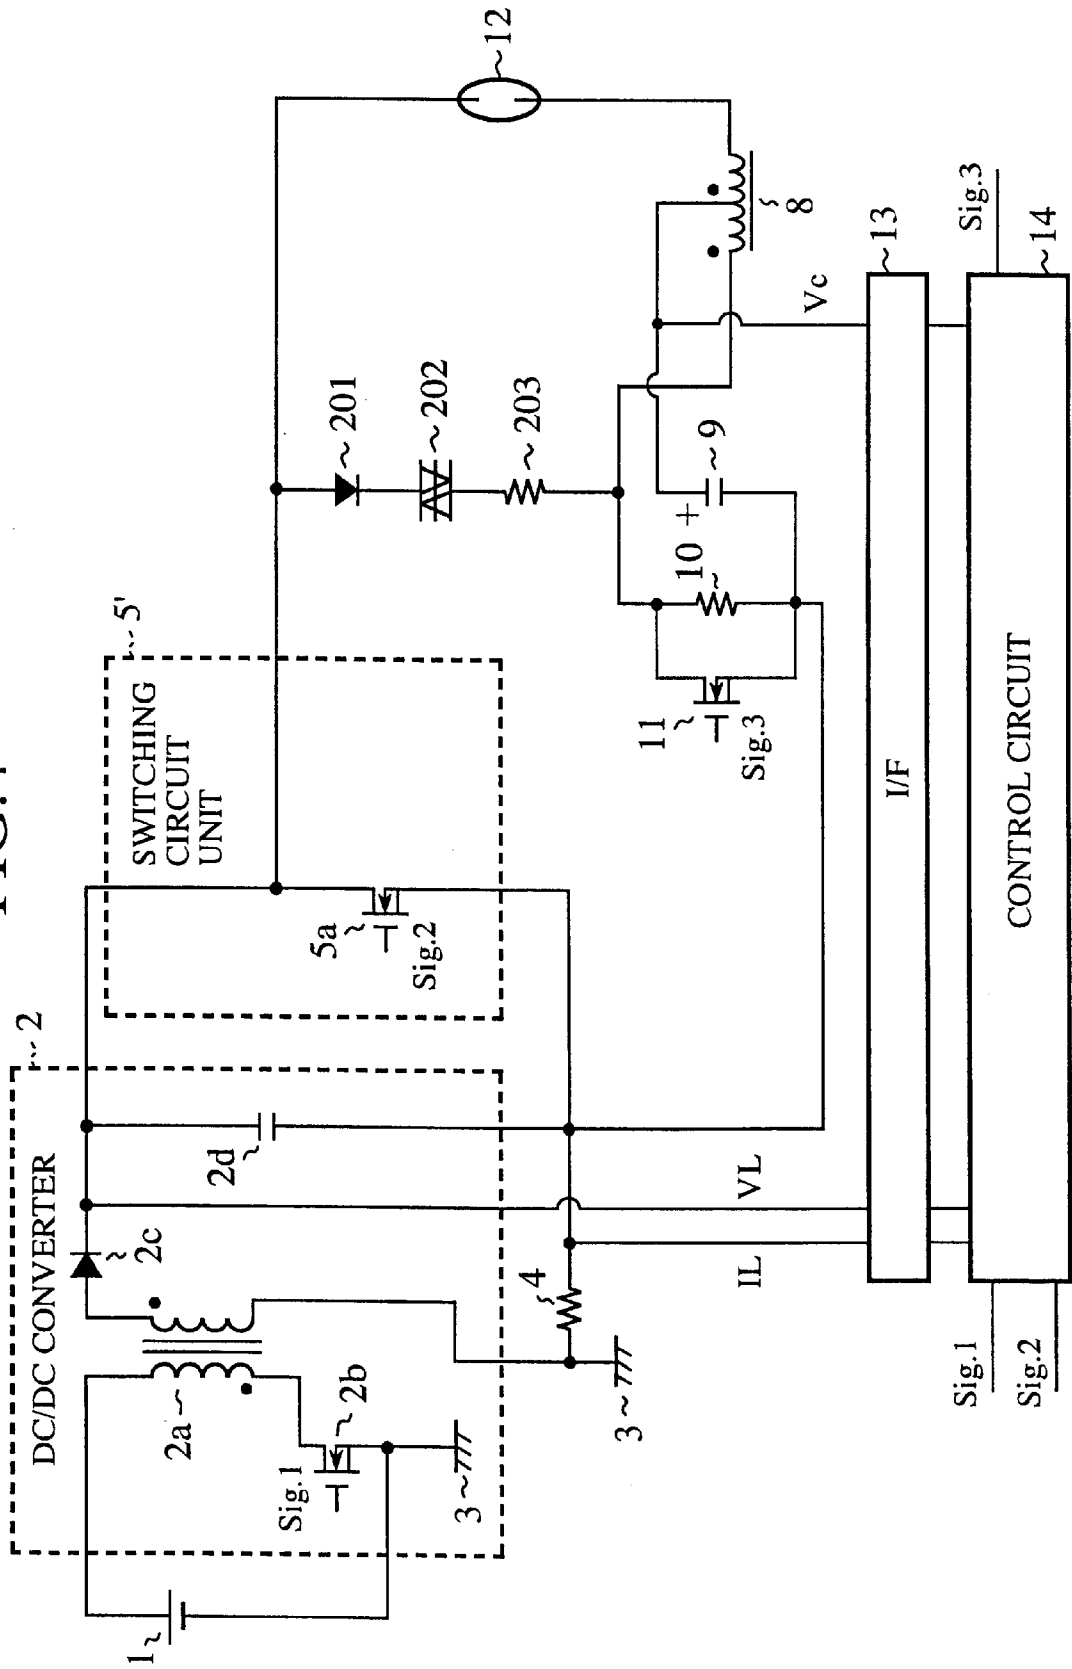 DC/DC CONVERTER
2
1
2a
2b
2c
2d
Sig.1
3
3
4
SWITCHING
CIRCUIT
UNIT
5'
5a
Sig.2
201
202
203
12
11
Sig.3
10
+
9
8
IL
VL
Vc
I/F
13
CONTROL CIRCUIT
14
Sig.1
Sig.2
Sig.3